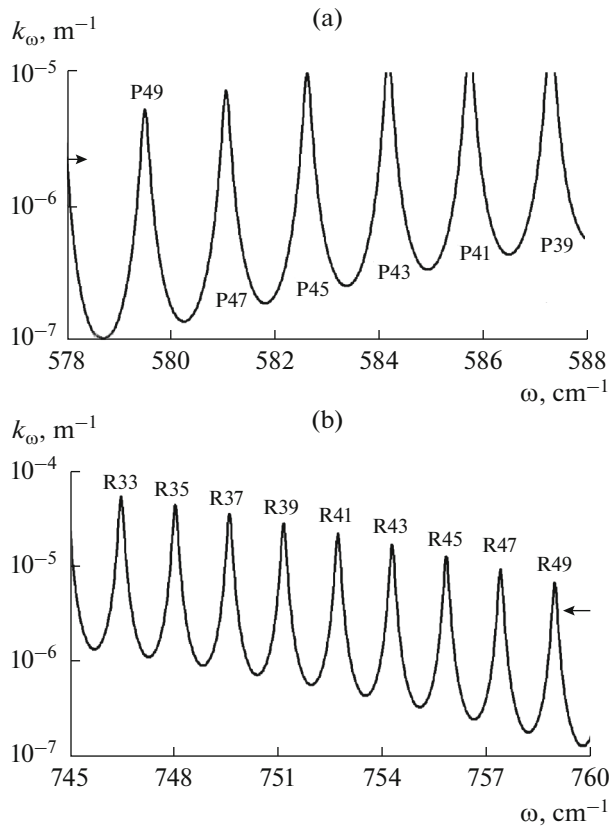 (a)
kω, m⁻¹
10⁻⁵
P49
10⁻⁶
P47 P45 P43 P41 P39
10⁻⁷
578 580 582 584 586 588
ω, cm⁻¹
(b)
kω, m⁻¹
10⁻⁴
R33 R35 R37 R39 R41 R43 R45 R47 R49
10⁻⁵
10⁻⁶
10⁻⁷
745 748 751 754 757 760
ω, cm⁻¹